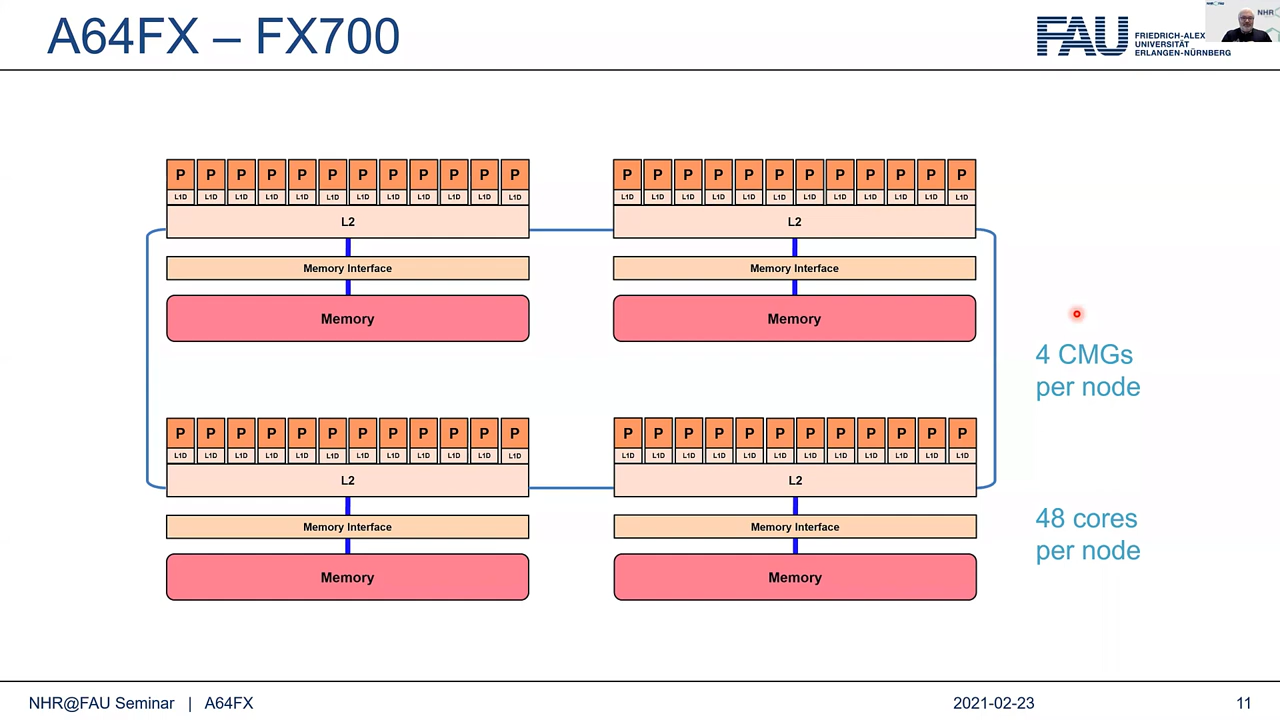 A64FX – FX700
FAU
FRIEDRICH-ALEX
UNIVERSITÄT
ERLANGEN-NÜRNBERG
NHR
P P P P P P P P P P P P
L1D L1D L1D L1D L1D L1D L1D L1D L1D L1D L1D L1D
L2
Memory Interface
Memory
P P P P P P P P P P P P
L1D L1D L1D L1D L1D L1D L1D L1D L1D L1D L1D L1D
L2
Memory Interface
Memory
4 CMGs
per node
P P P P P P P P P P P P
L1D L1D L1D L1D L1D L1D L1D L1D L1D L1D L1D L1D
L2
Memory Interface
Memory
P P P P P P P P P P P P
L1D L1D L1D L1D L1D L1D L1D L1D L1D L1D L1D L1D
L2
Memory Interface
Memory
48 cores
per node
NHR@FAU Seminar | A64FX
2021-02-23
11